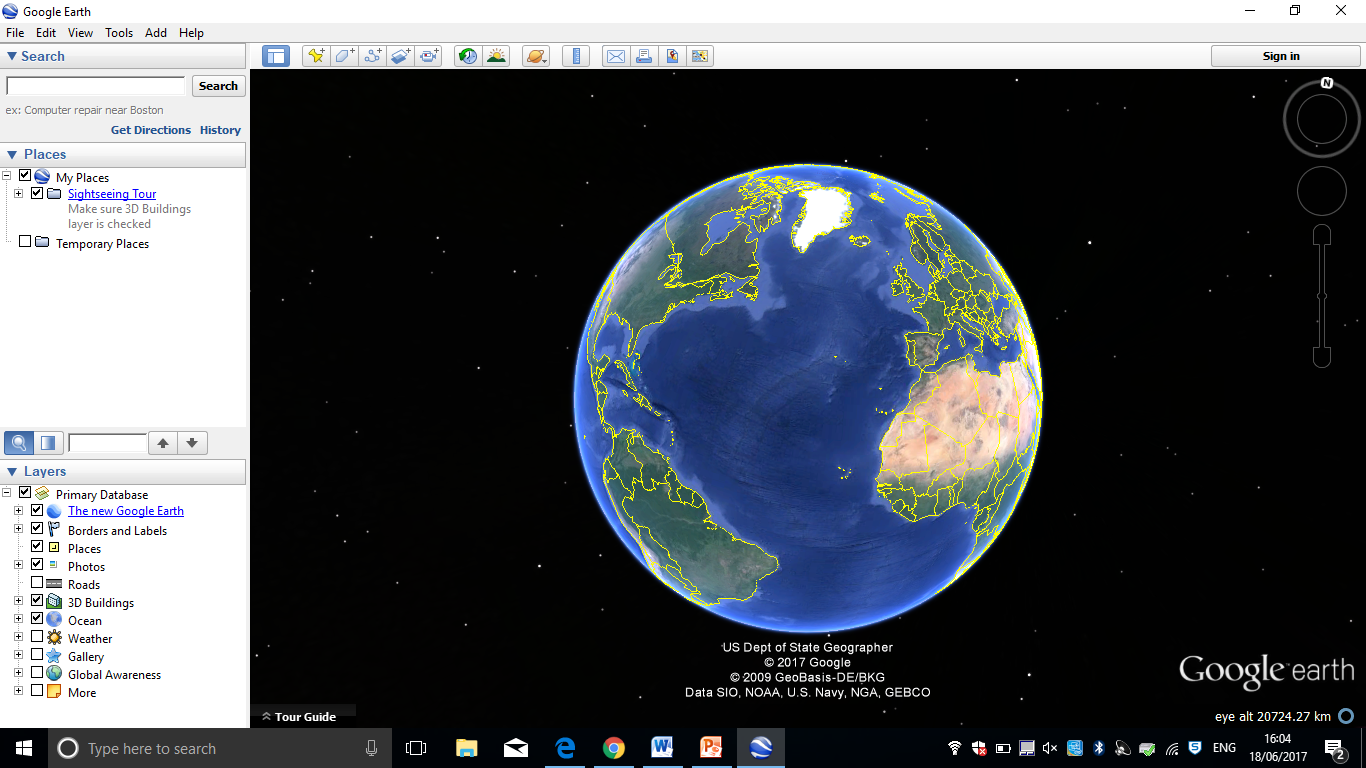 Google Earth
File Edit View Tools Add Help
Search
Sign in
Search
ex: Computer repair near Boston
Get Directions History
N
Places
My Places
Sightseeing Tour
Make sure 3D Buildings
layer is checked
Temporary Places
Layers
Primary Database
The new Google Earth
Borders and Labels
Places
Photos
Roads
3D Buildings
Ocean
Weather
Gallery
Global Awareness
More
US Dept of State Geographer
© 2017 Google
© 2009 GeoBasis-DE/BKG
Data SIO, NOAA, U.S. Navy, NGA, GEBCO
Google earth
Tour Guide
eye alt 20724.27 km
Type here to search
ENG
16:04
18/06/2017
2